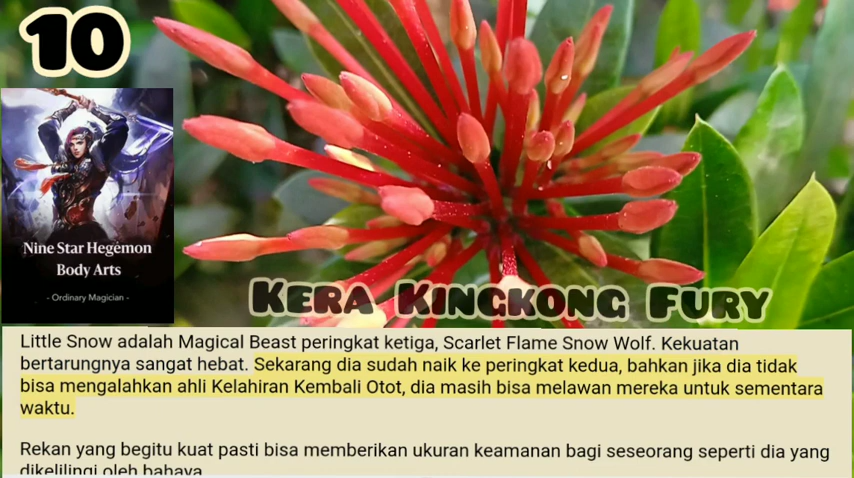 10
Nine Star Hegemon
Body Arts
- Ordinary Magician -
KERA KINGKONG FURY
Little Snow adalah Magical Beast peringkat ketiga, Scarlet Flame Snow Wolf. Kekuatan
bertarungnya sangat hebat. Sekarang dia sudah naik ke peringkat kedua, bahkan jika dia tidak
bisa mengalahkan ahli Kelahiran Kembali Otot, dia masih bisa melawan mereka untuk sementara
waktu.
Rekan yang begitu kuat pasti bisa memberikan ukuran keamanan bagi seseorang seperti dia yang
dikelilingi oleh bahaya